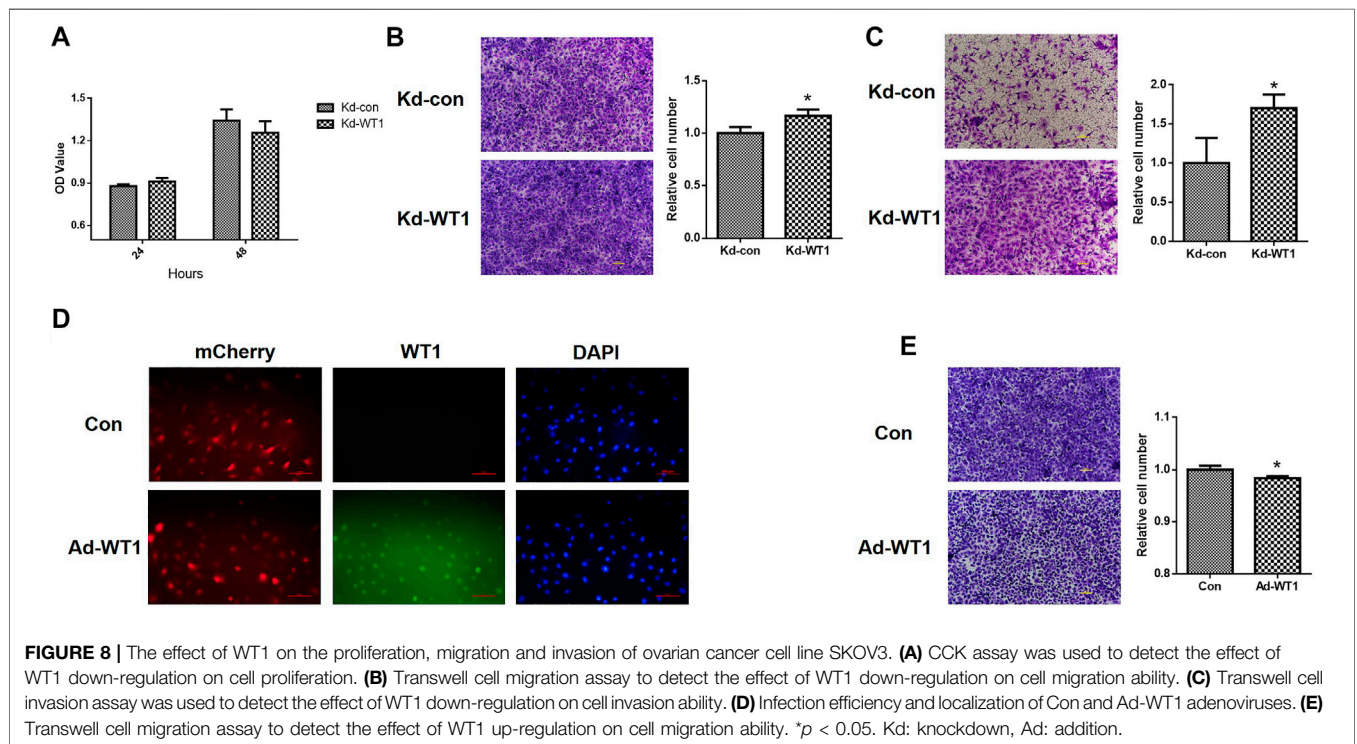 A
1.5
1.2
0.9
0.6
OD Value
24
48
Hours
Kd-con
Kd-WT1
B
Kd-con
Kd-WT1
1.5
1.0
0.5
0.0
Relative cell number
*
Kd-con
Kd-WT1
C
Kd-con
Kd-WT1
2.0
1.5
1.0
0.5
0.0
Relative cell number
*
Kd-con
Kd-WT1
D
mCherry
WT1
DAPI
Con
Ad-WT1
E
Con
Ad-WT1
1.1
1.0
0.9
0.8
Relative cell number
*
Con
Ad-WT1
FIGURE 8 | The effect of WT1 on the proliferation, migration and invasion of ovarian cancer cell line SKOV3. (A) CCK assay was used to detect the effect of
WT1 down-regulation on cell proliferation. (B) Transwell cell migration assay to detect the effect of WT1 down-regulation on cell migration ability. (C) Transwell cell
invasion assay was used to detect the effect of WT1 down-regulation on cell invasion ability. (D) Infection efficiency and localization of Con and Ad-WT1 adenoviruses. (E)
Transwell cell migration assay to detect the effect of WT1 up-regulation on cell migration ability. *p < 0.05. Kd: knockdown, Ad: addition.